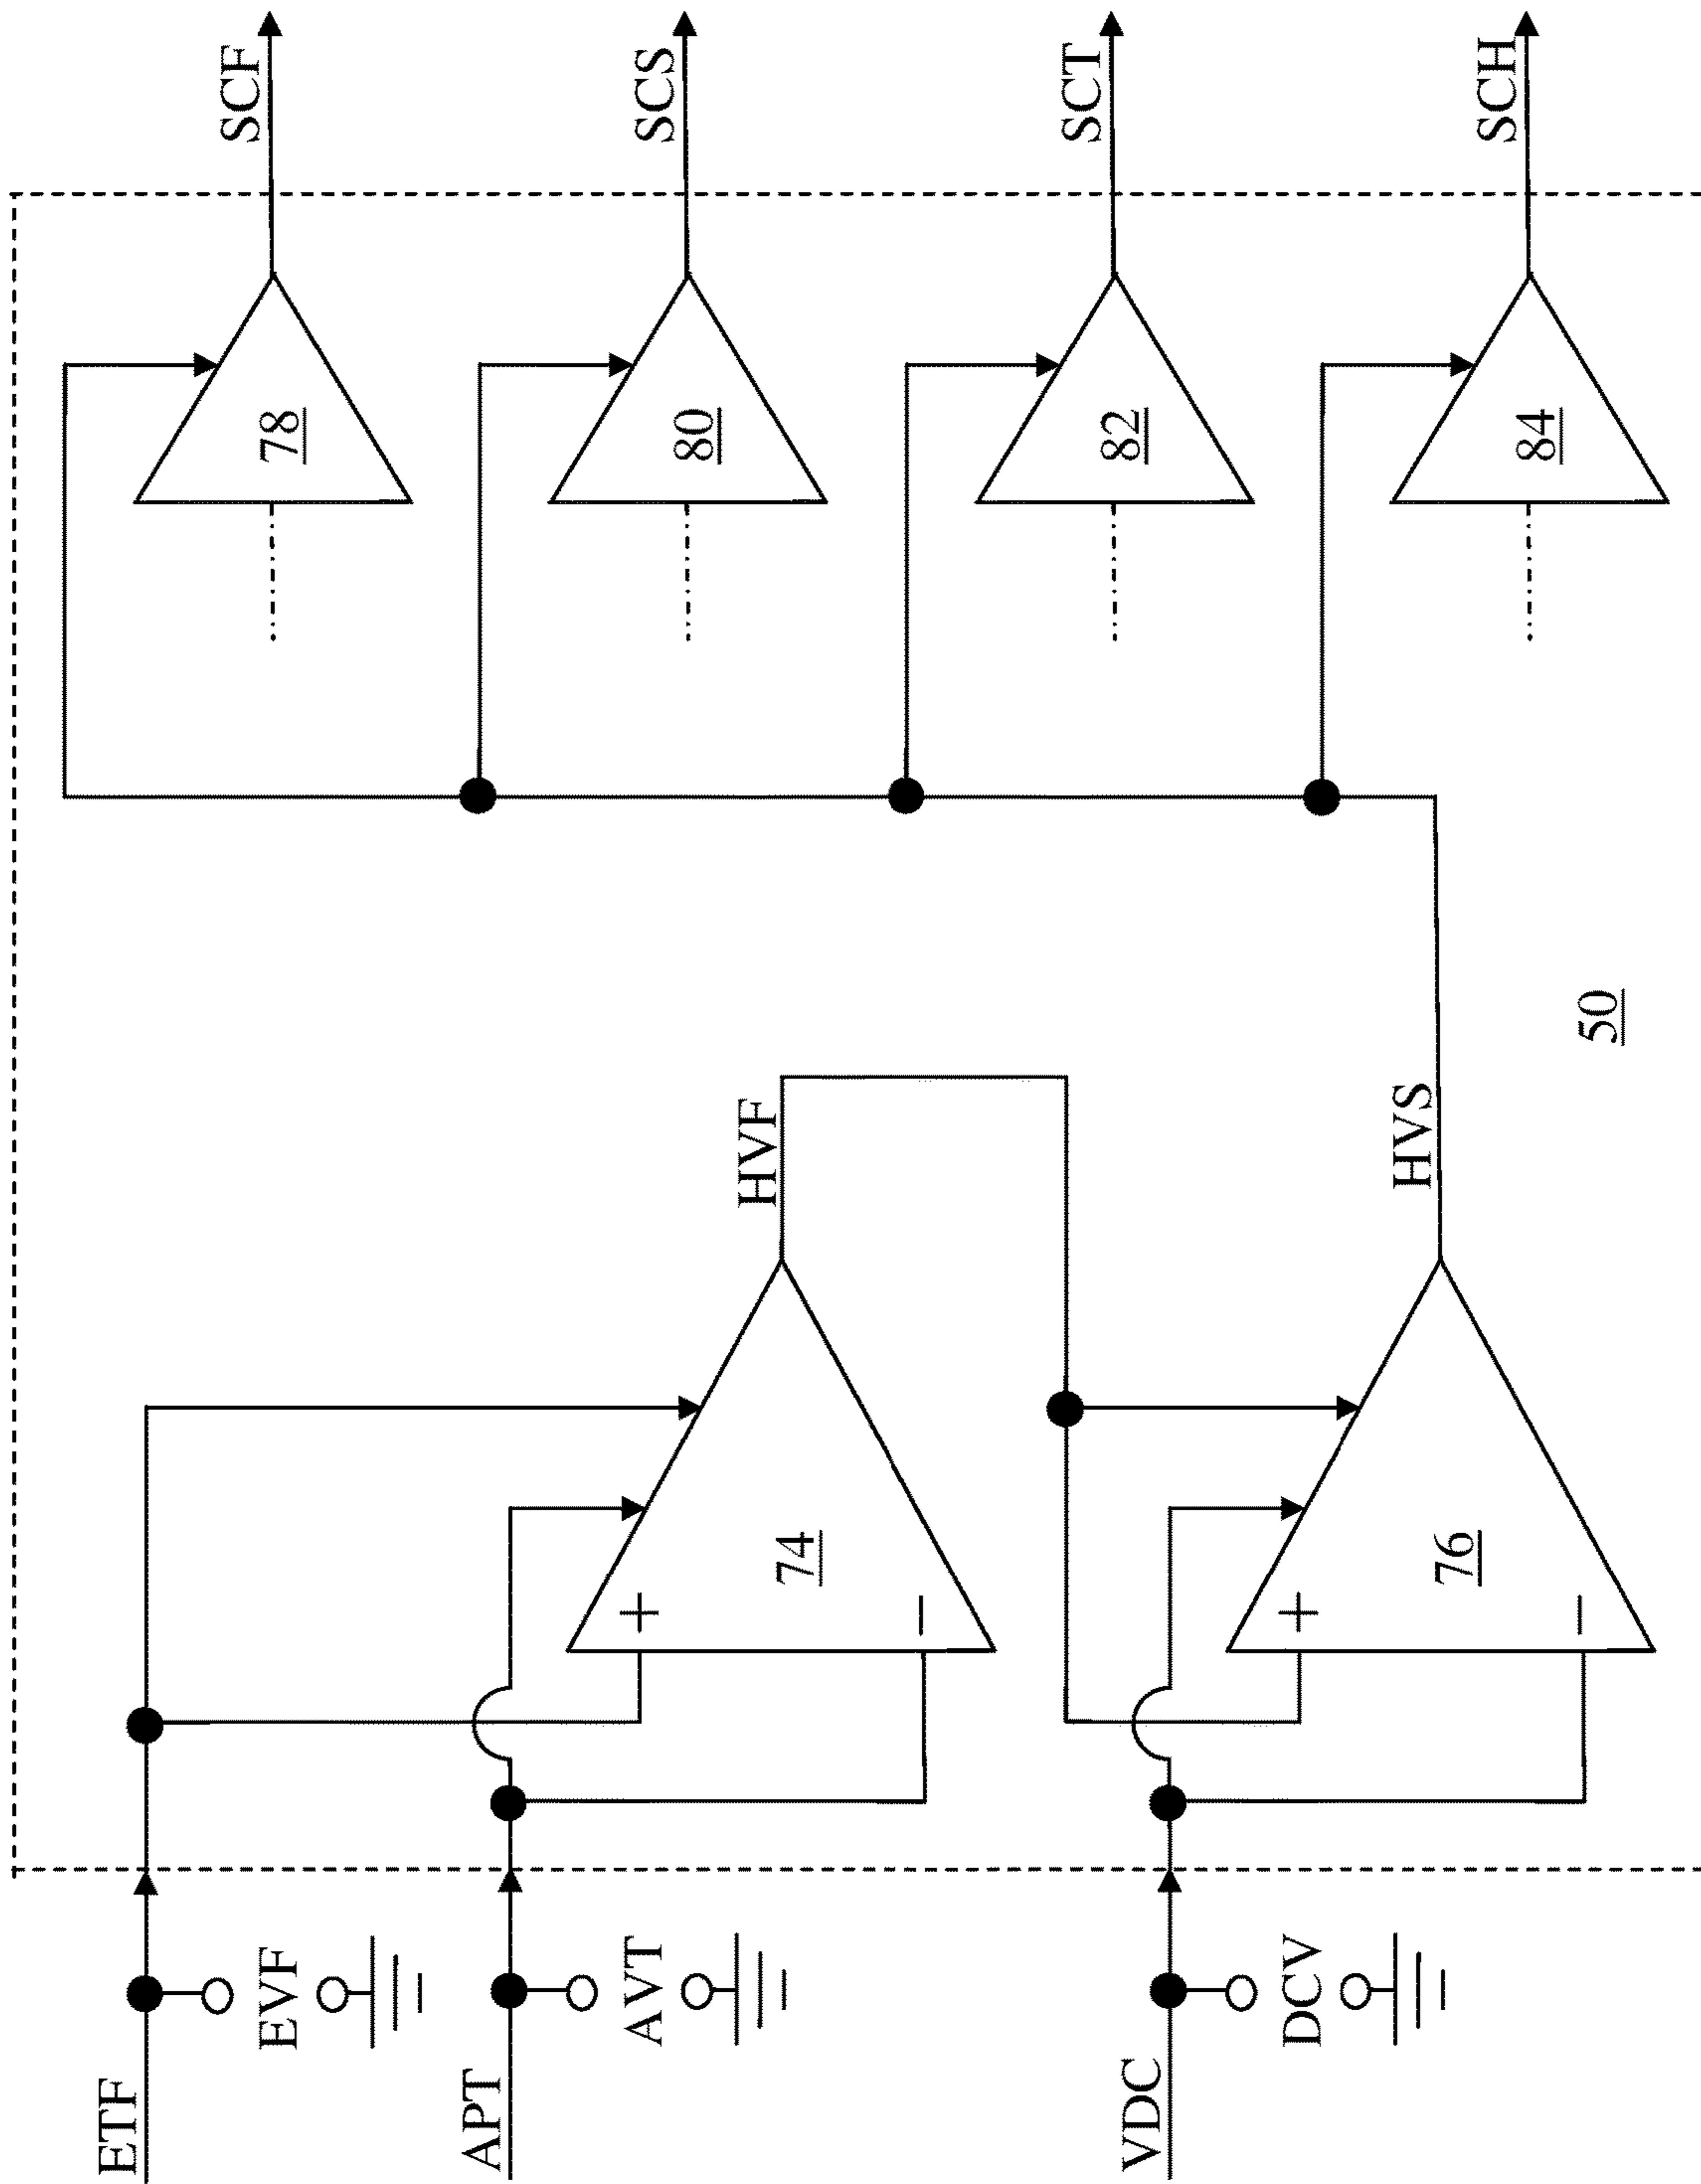 ETF
EVF
APT
AVT
VDC
DCV
+
74
−
HVF
+
76
−
HVS
50
78
80
82
84
SCF
SCS
SCT
SCH